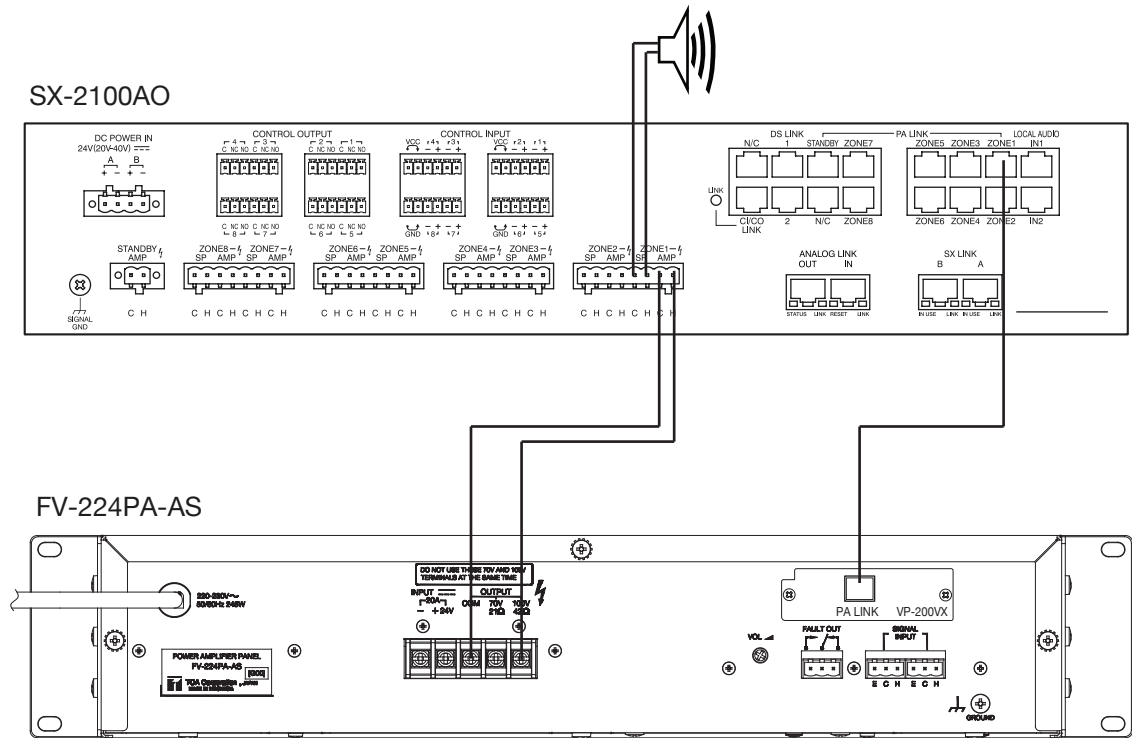 SX-2100AO
DC POWER IN
24V(20V-40V)
A B
+ − + −
CONTROL OUTPUT
4 3 2 1
C NC NO C NC NO C NC NO C NC NO
C NC NO C NC NO C NC NO C NC NO
8 7 6 5
CONTROL INPUT
VCC 4 3 VCC 2 1
− + − + − + − +
GND − + − + GND − + − +
8 7 6 5
DS LINK PA LINK LOCAL AUDIO
N/C 1 STANDBY ZONE7 ZONE5 ZONE3 ZONE1 IN1
LINK
CI/CO LINK 2 N/C ZONE8 ZONE6 ZONE4 ZONE2 IN2
STANDBY AMP
ZONE8 ZONE7 ZONE6 ZONE5 ZONE4 ZONE3 ZONE2 ZONE1
SP AMP SP AMP SP AMP SP AMP SP AMP SP AMP SP AMP SP AMP
SIGNAL GND
C H C H C H C H C H C H C H C H C H C H C H C H C H C H C H C H C H
ANALOG LINK
OUT IN
STATUS LINK RESET LINK
SX LINK
B A
IN USE LINK IN USE LINK
FV-224PA-AS
220-230V~
50/60Hz 245W
DO NOT USE THESE 70V AND 100V
TERMINALS AT THE SAME TIME
INPUT OUTPUT
20A COM 70V 100V
− +24V 21Ω 42Ω
POWER AMPLIFIER PANEL
FV-224PA-AS
TOA Corporation
PA LINK VP-200VX
VOL
FAULT OUT
SIGNAL
INPUT
E C H E C H
GROUND